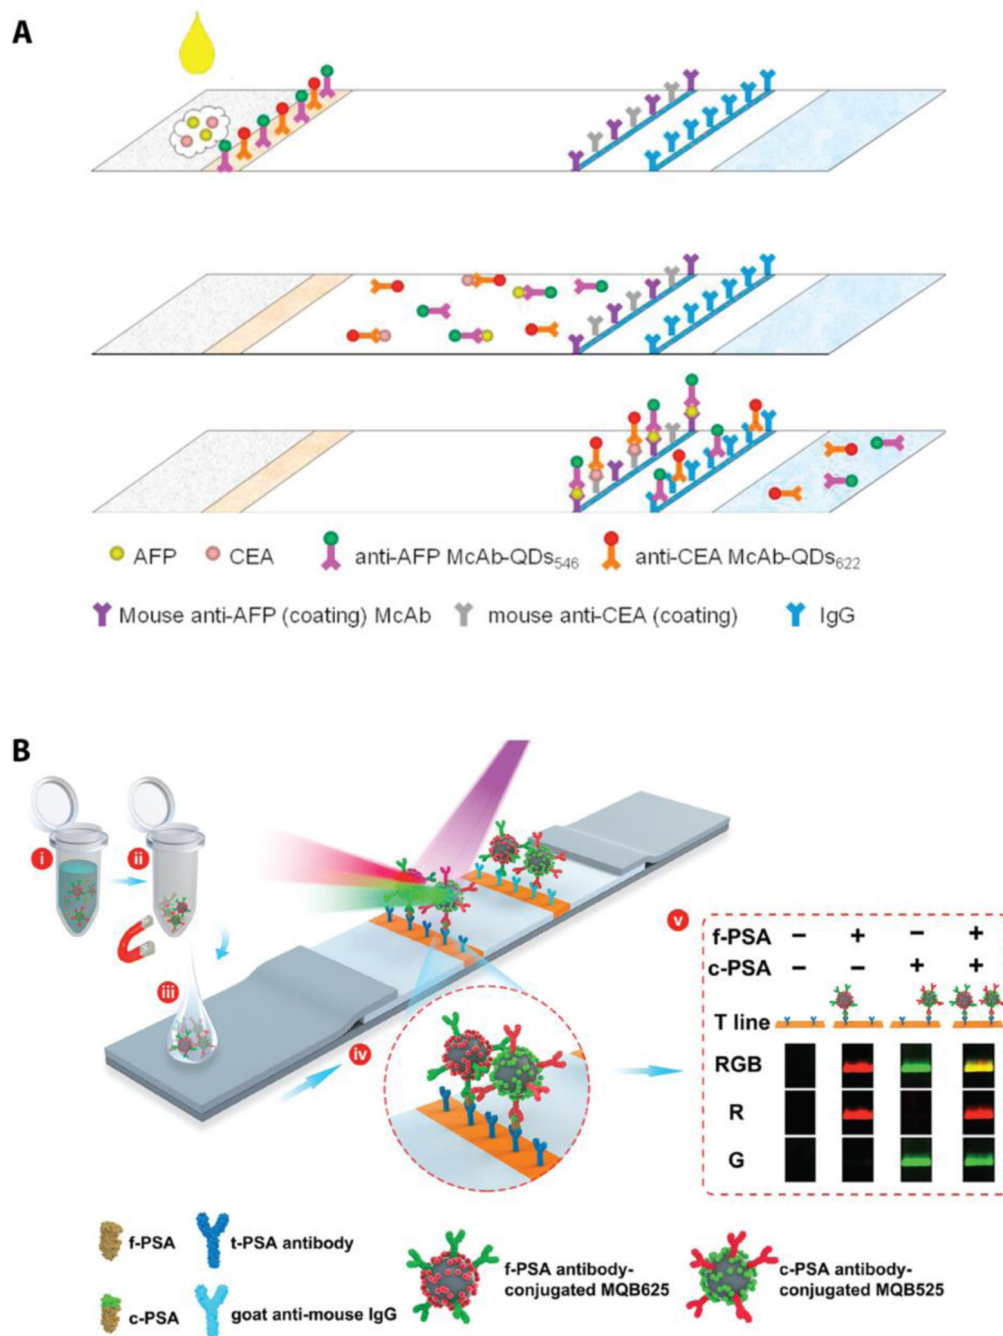 A
AFP CEA anti-AFP McAb-QDs546 anti-CEA McAb-QDs622
Mouse anti-AFP (coating) McAb mouse anti-CEA (coating) IgG
B
i ii
iii
iv
v
f-PSA − + − +
c-PSA − − + +
T line
RGB
R
G
f-PSA t-PSA antibody f-PSA antibody-conjugated MQB625 c-PSA antibody-conjugated MQB525
c-PSA goat anti-mouse IgG